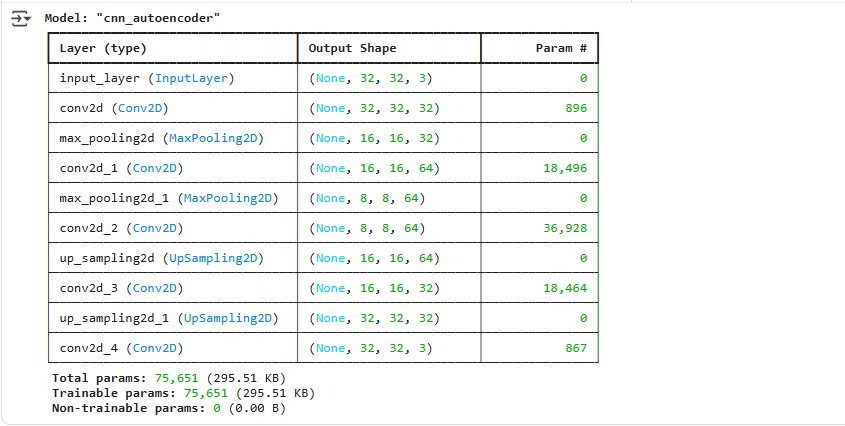 Model: "cnn_autoencoder"
Layer (type) Output Shape Param #
input_layer (InputLayer) (None, 32, 32, 3) 0
conv2d (Conv2D) (None, 32, 32, 32) 896
max_pooling2d (MaxPooling2D) (None, 16, 16, 32) 0
conv2d_1 (Conv2D) (None, 16, 16, 64) 18,496
max_pooling2d_1 (MaxPooling2D) (None, 8, 8, 64) 0
conv2d_2 (Conv2D) (None, 8, 8, 64) 36,928
up_sampling2d (UpSampling2D) (None, 16, 16, 64) 0
conv2d_3 (Conv2D) (None, 16, 16, 32) 18,464
up_sampling2d_1 (UpSampling2D) (None, 32, 32, 32) 0
conv2d_4 (Conv2D) (None, 32, 32, 3) 867
Total params: 75,651 (295.51 KB)
Trainable params: 75,651 (295.51 KB)
Non-trainable params: 0 (0.00 B)